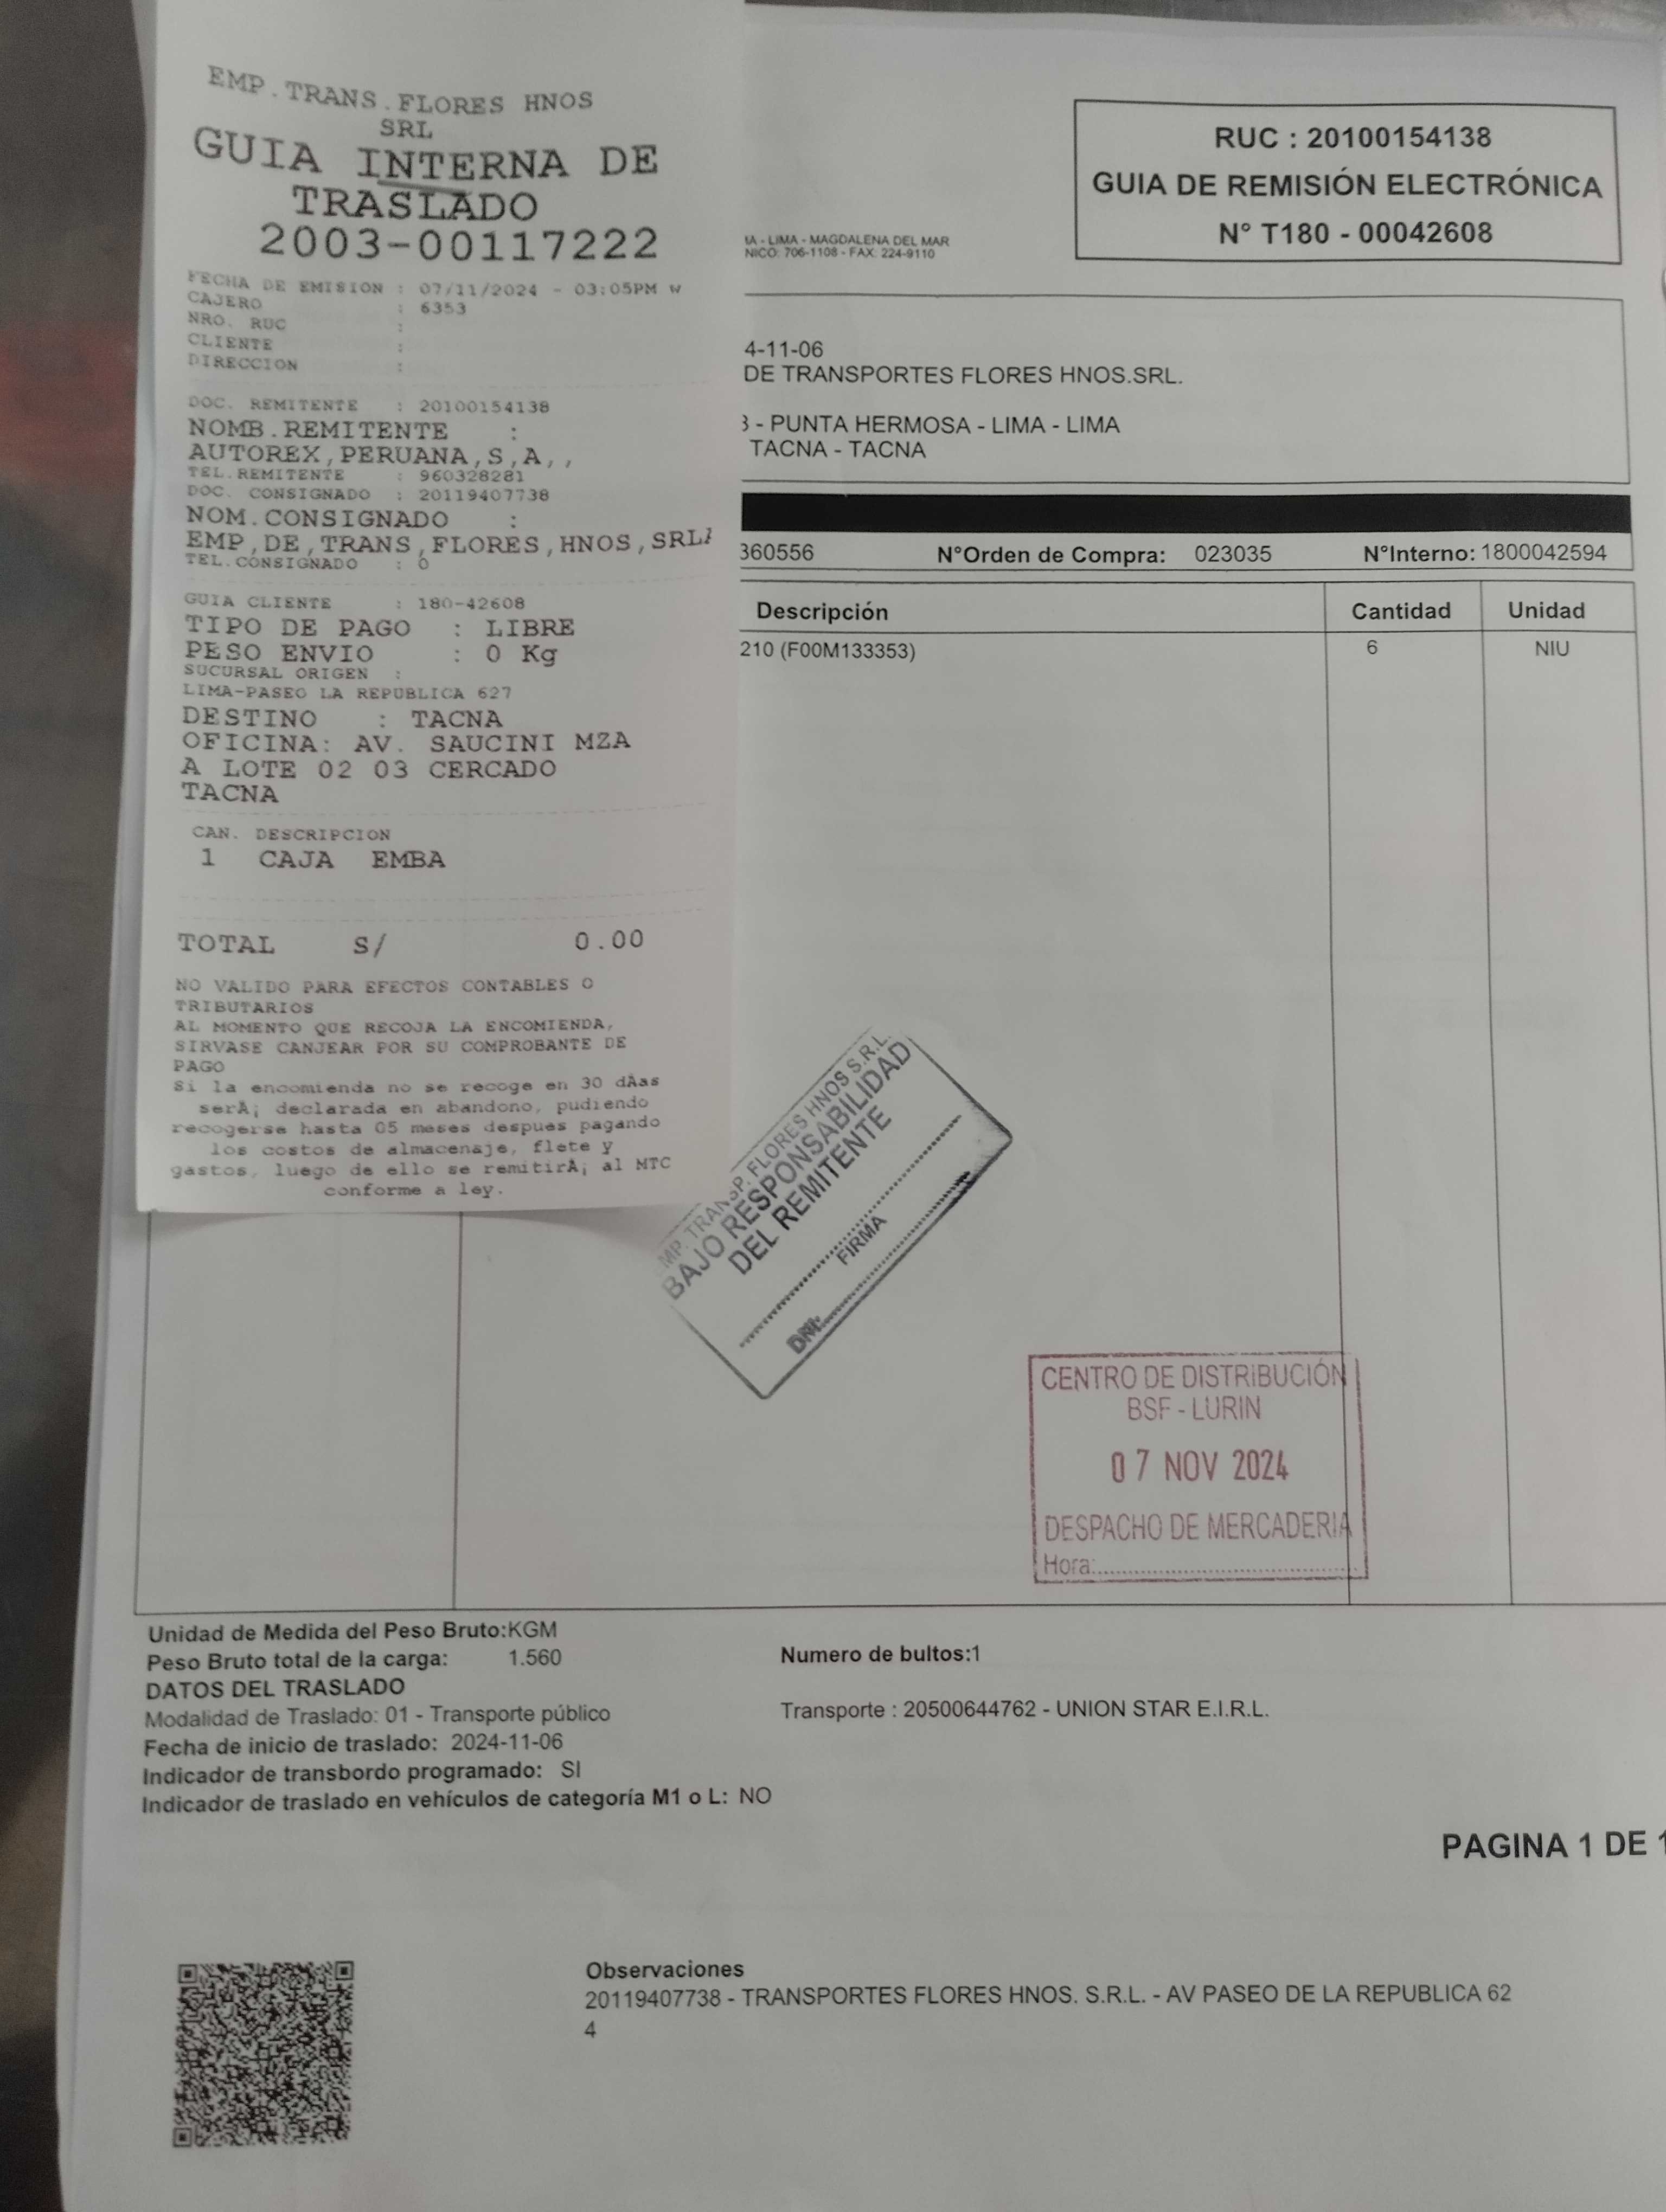 EMP.TRANS.FLORES HNOS
SRL
GUIA INTERNA DE
TRASLADO
2003-00117222
FECHA DE EMISION : 07/11/2024 - 03:05PM W
CAJERO : 6353
NRO. RUC :
CLIENTE :
DIRECCION :
DOC. REMITENTE : 20100154138
NOMB.REMITENTE :
AUTOREX,PERUANA,S,A,,
TEL.REMITENTE : 960328281
DOC. CONSIGNADO : 20119407738
NOM.CONSIGNADO :
EMP,DE,TRANS,FLORES,HNOS,SRL
TEL.CONSIGNADO : 0
GUIA CLIENTE : 180-42608
TIPO DE PAGO : LIBRE
PESO ENVIO : 0 Kg
SUCURSAL ORIGEN :
LIMA-PASEO LA REPUBLICA 627
DESTINO : TACNA
OFICINA: AV. SAUCINI MZA
A LOTE 02 03 CERCADO
TACNA
CAN. DESCRIPCION
1 CAJA EMBA
TOTAL S/ 0.00
NO VALIDO PARA EFECTOS CONTABLES O
TRIBUTARIOS
AL MOMENTO QUE RECOJA LA ENCOMIENDA,
SIRVASE CANJEAR POR SU COMPROBANTE DE
PAGO
Si la encomienda no se recoge en 30 dÃas
serÃ¡ declarada en abandono, pudiendo
recogerse hasta 05 meses despues pagando
los costos de almacenaje, flete y
gastos, luego de ello se remitirÃ¡ al MTC
conforme a ley.
RUC : 20100154138
GUIA DE REMISIÓN ELECTRÓNICA
N° T180 - 00042608
- LIMA - MAGDALENA DEL MAR
NICO: 706-1108 - FAX: 224-9110
4-11-06
DE TRANSPORTES FLORES HNOS.SRL.
- PUNTA HERMOSA - LIMA - LIMA
TACNA - TACNA
360556 N°Orden de Compra: 023035 N°Interno: 1800042594
Descripción Cantidad Unidad
210 (F00M133353) 6 NIU
EMP. TRANSP. FLORES HNOS S.R.L.
BAJO RESPONSABILIDAD
DEL REMITENTE
FIRMA
DNI:
CENTRO DE DISTRIBUCIÓN
BSF - LURIN
07 NOV 2024
DESPACHO DE MERCADERIA
Hora:
Unidad de Medida del Peso Bruto:KGM
Peso Bruto total de la carga: 1.560 Numero de bultos:1
DATOS DEL TRASLADO
Modalidad de Traslado: 01 - Transporte público Transporte : 20500644762 - UNION STAR E.I.R.L.
Fecha de inicio de traslado: 2024-11-06
Indicador de transbordo programado: SI
Indicador de traslado en vehículos de categoría M1 o L: NO
PAGINA 1 DE 1
Observaciones
20119407738 - TRANSPORTES FLORES HNOS. S.R.L. - AV PASEO DE LA REPUBLICA 62
4